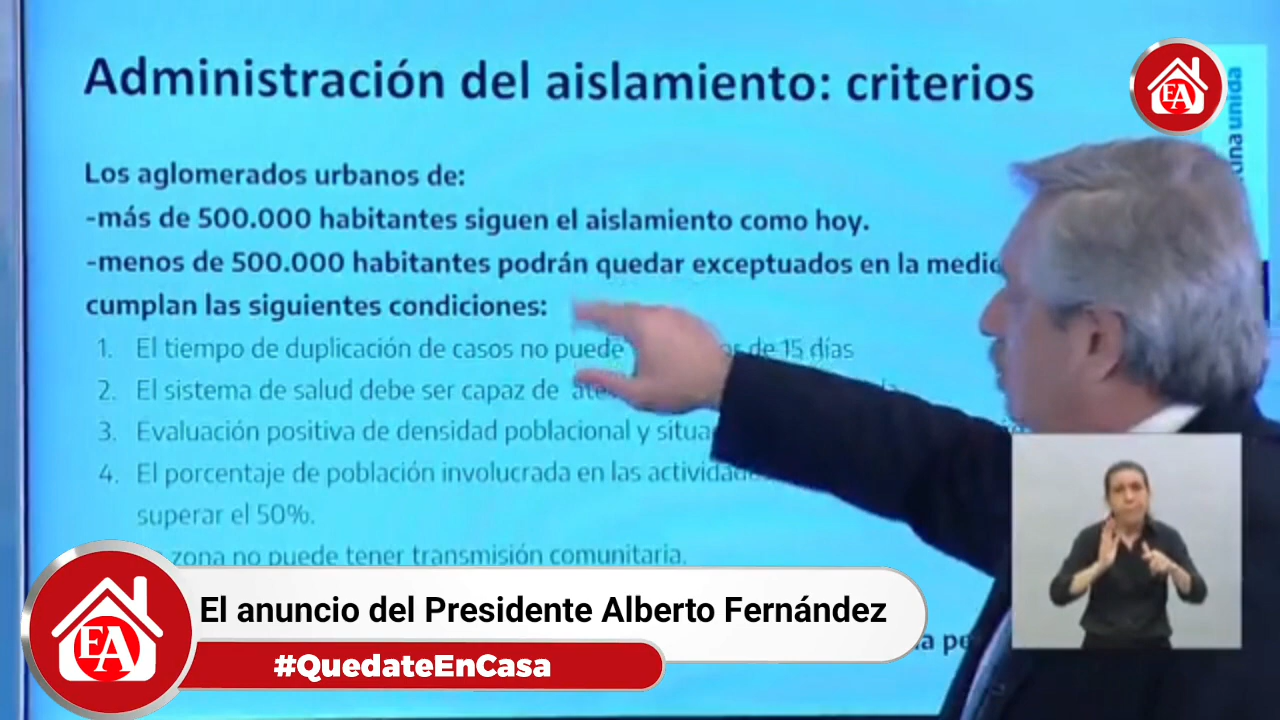 Administración del aislamiento: criterios
EA
una unida
Los aglomerados urbanos de:
-más de 500.000 habitantes siguen el aislamiento como hoy.
-menos de 500.000 habitantes podrán quedar exceptuados en la
cumplan las siguientes condiciones:
1. El tiempo de duplicación de casos no puede de 15 días
2. El sistema de salud debe ser capaz de
3. Evaluación positiva de densidad poblacional y
4. El porcentaje de población involucrada en las
superar el 50%.
zona no puede tener transmisión comunitaria.
El anuncio del Presidente Alberto Fernández
#QuedateEnCasa
EA